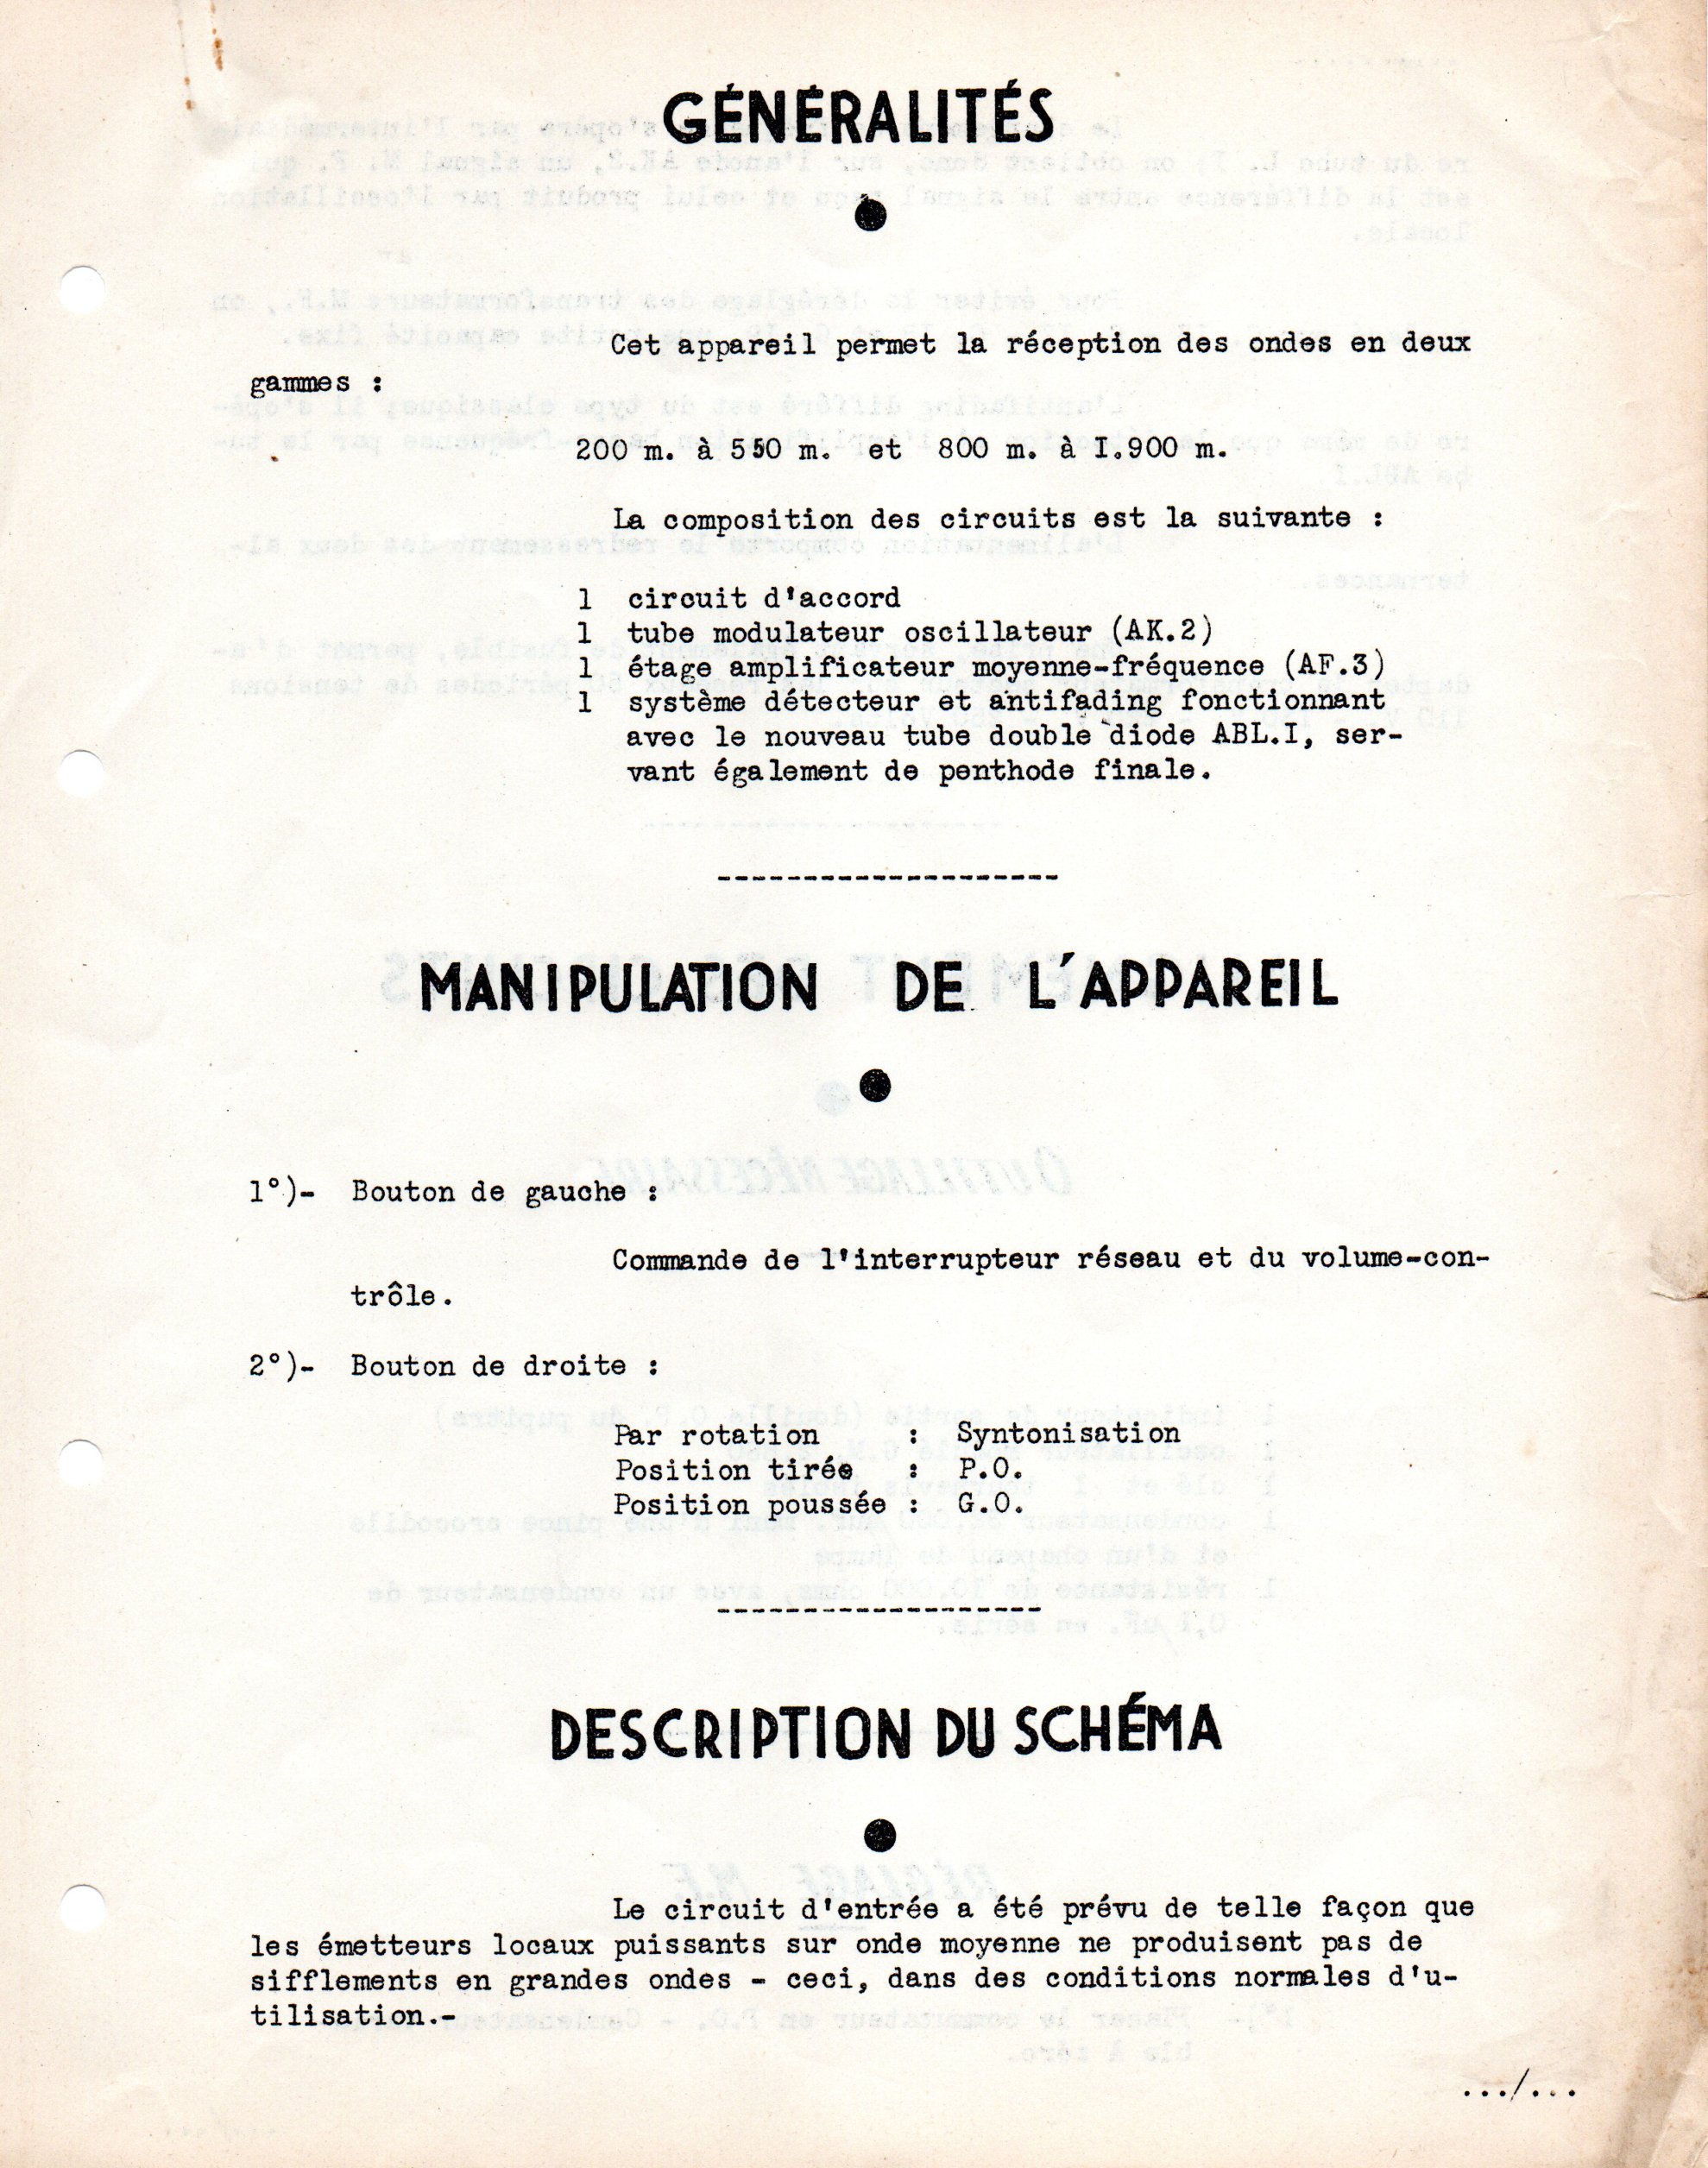 GÉNÉRALITÉS
Cet appareil permet la réception des ondes en deux
gammes :
200 m. à 550 m. et 800 m. à I.900 m.
La composition des circuits est la suivante :
1 circuit d'accord
1 tube modulateur oscillateur (AK.2)
1 étage amplificateur moyenne-fréquence (AF.3)
1 système détecteur et antifading fonctionnant
avec le nouveau tube double diode ABL.I, ser-
vant également de penthode finale.
--------------------
MANIPULATION DE L'APPAREIL
1°)- Bouton de gauche :
Commande de l'interrupteur réseau et du volume-con-
trôle.
2°)- Bouton de droite :
Par rotation : Syntonisation
Position tirée : P.O.
Position poussée : G.O.
-------------------
DESCRIPTION DU SCHÉMA
Le circuit d'entrée a été prévu de telle façon que
les émetteurs locaux puissants sur onde moyenne ne produisent pas de
sifflements en grandes ondes - ceci, dans des conditions normales d'u-
tilisation.-
.../...